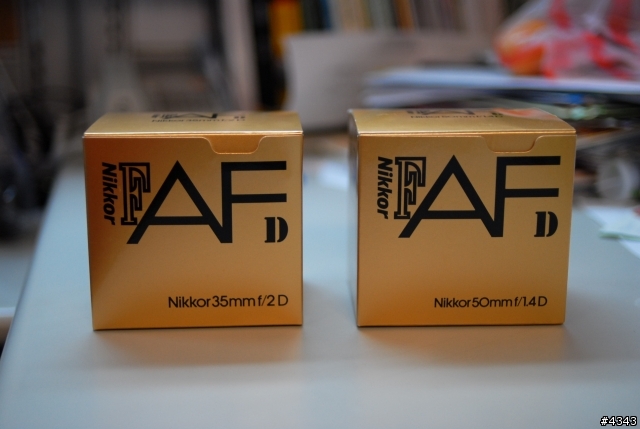 Nikkor
AF
D
Nikkor 35mm f/2 D
Nikkor
AF
D
Nikkor 50mm f/1.4 D
#4343